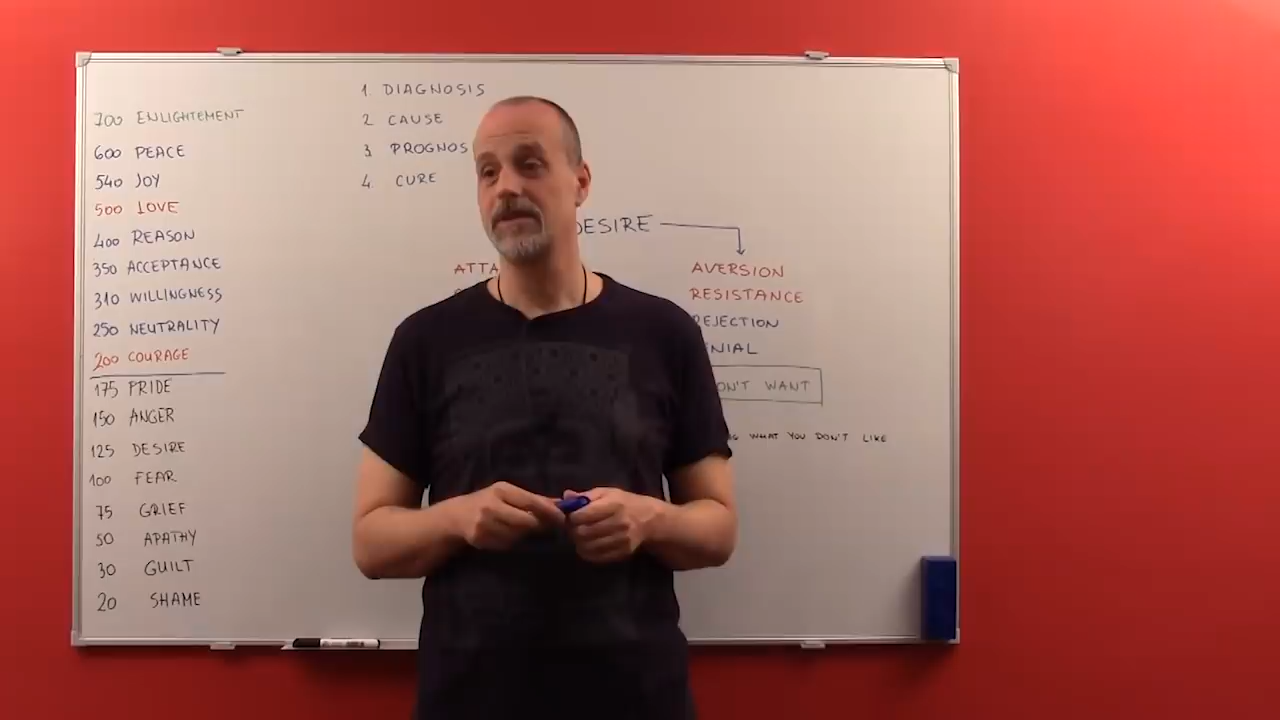 700 ENLIGHTEMENT
600 PEACE
540 JOY
500 LOVE
400 REASON
350 ACCEPTANCE
310 WILLINGNESS
250 NEUTRALITY
200 COURAGE
175 PRIDE
150 ANGER
125 DESIRE
100 FEAR
75 GRIEF
50 APATHY
30 GUILT
20 SHAME
1. DIAGNOSIS
2 CAUSE
3. PROGNOS
4. CURE
DESIRE
ATTA
AVERSION
RESISTANCE
REJECTION
NIAL
ON'T WANT
WHAT YOU DON'T LIKE